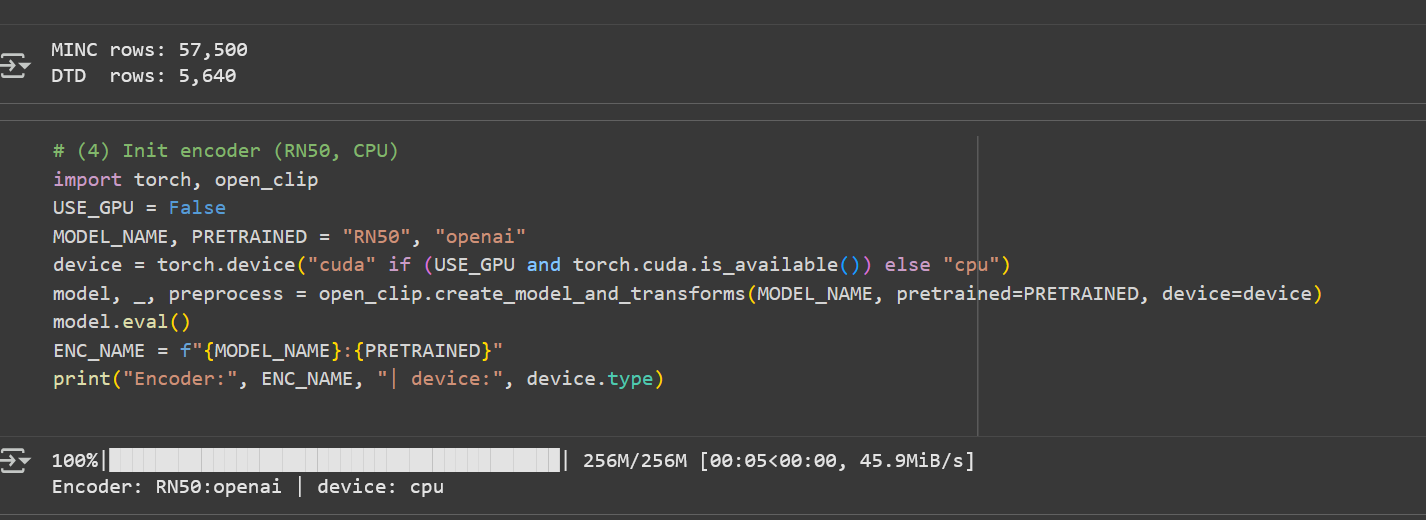 MINC rows: 57,500
DTD  rows: 5,640
# (4) Init encoder (RN50, CPU)
import torch, open_clip
USE_GPU = False
MODEL_NAME, PRETRAINED = "RN50", "openai"
device = torch.device("cuda" if (USE_GPU and torch.cuda.is_available()) else "cpu")
model, _, preprocess = open_clip.create_model_and_transforms(MODEL_NAME, pretrained=PRETRAINED, device=device)
model.eval()
ENC_NAME = f"{MODEL_NAME}:{PRETRAINED}"
print("Encoder:", ENC_NAME, "| device:", device.type)
100%|██████████| 256M/256M [00:05<00:00, 45.9MiB/s]
Encoder: RN50:openai | device: cpu